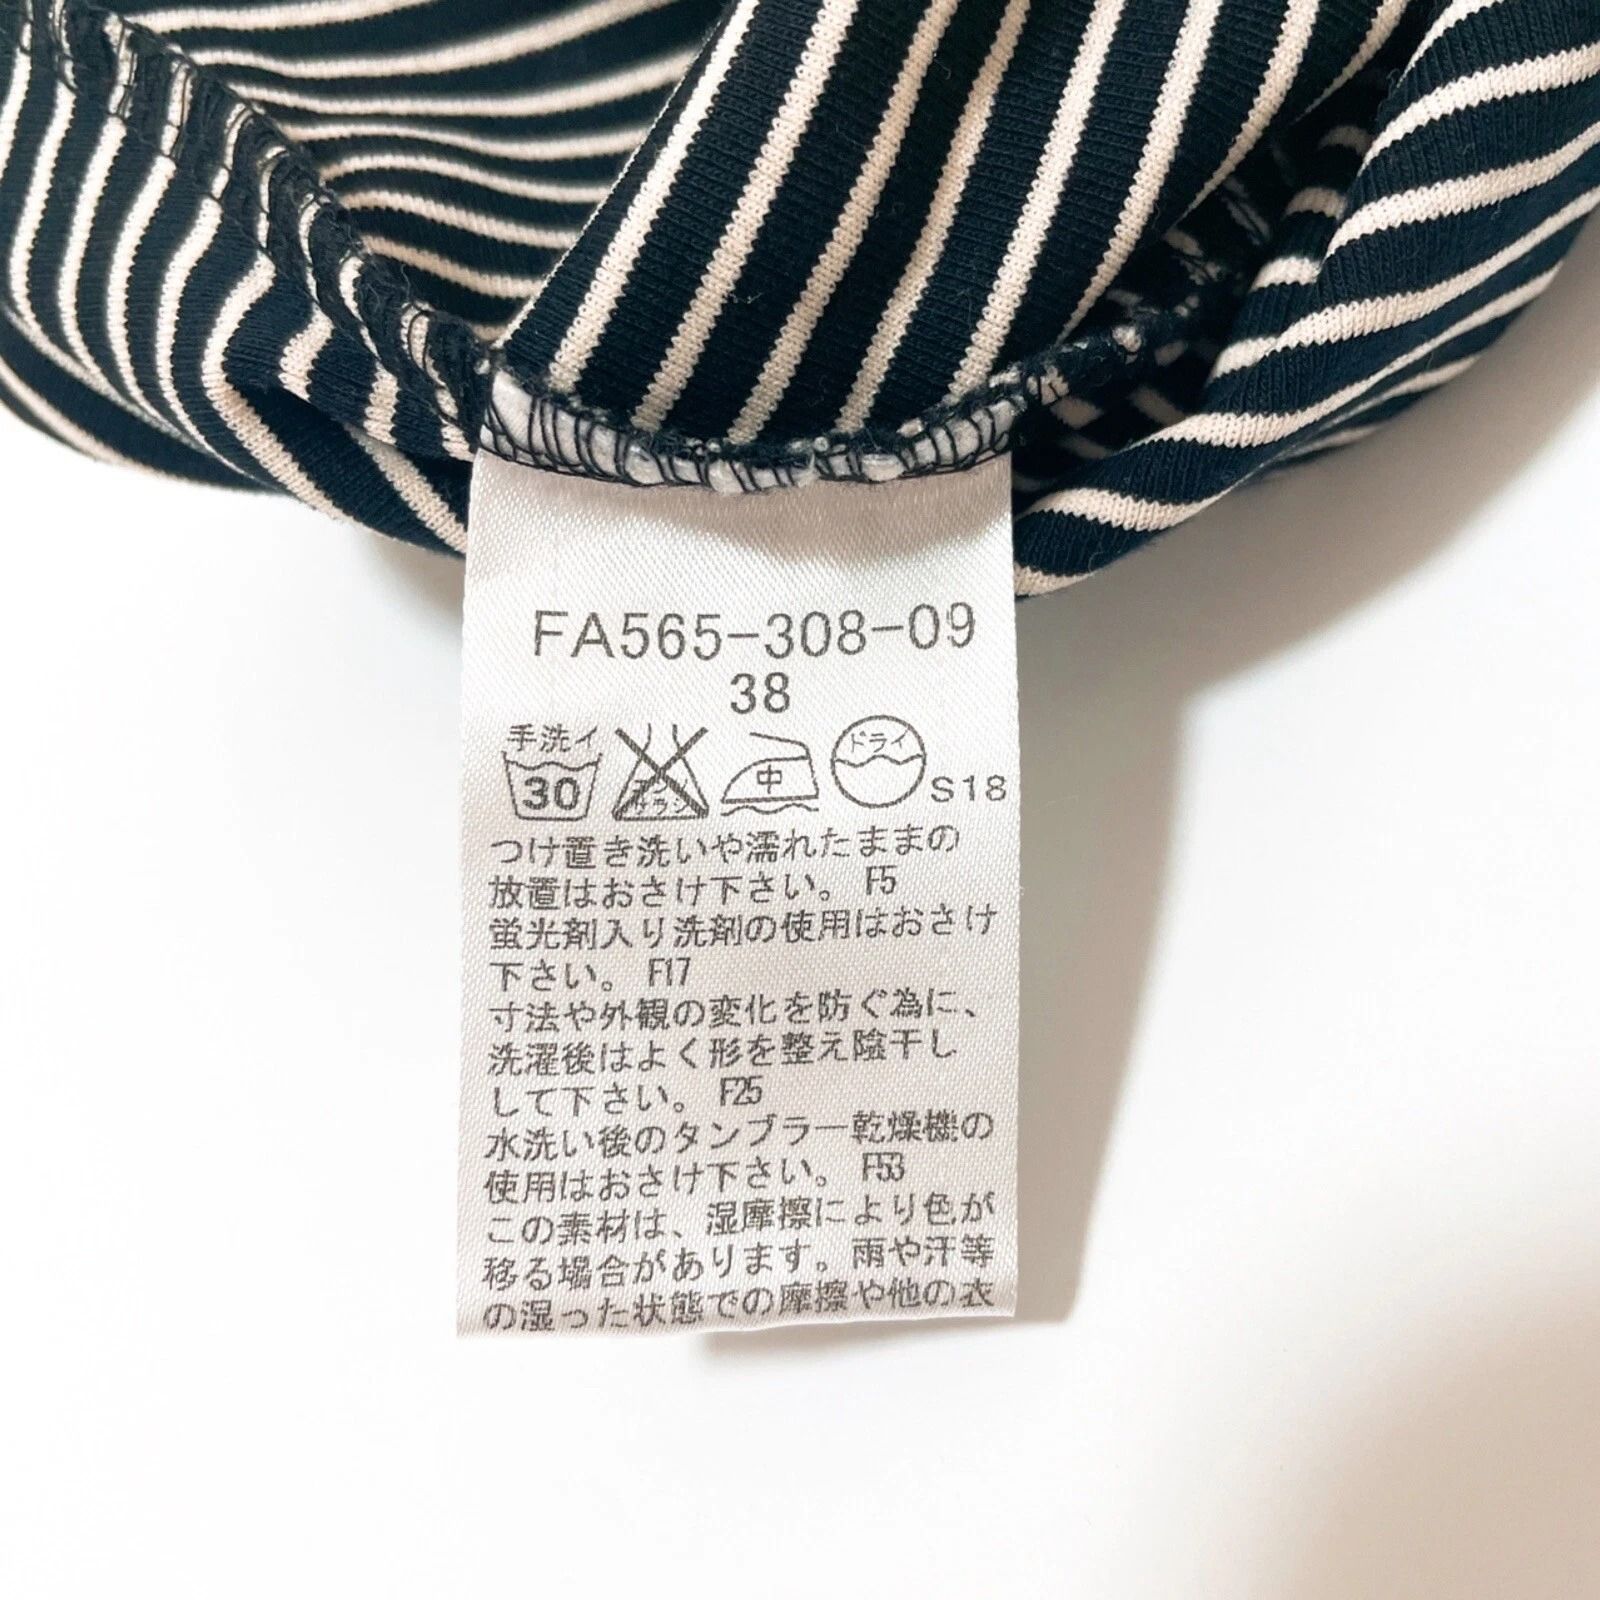 FA565-308-09
38
手洗イ
30
エンソ
サラシ
中
ドライ
S18
つけ置き洗いや濡れたままの
放置はおさけ下さい。 F5
蛍光剤入り洗剤の使用はおさけ
下さい。 F17
寸法や外観の変化を防ぐ為に、
洗濯後はよく形を整え陰干し
して下さい。 F25
水洗い後のタンブラー乾燥機の
使用はおさけ下さい。 F53
この素材は、湿摩擦により色が
移る場合があります。雨や汗等
の湿った状態での摩擦や他の衣